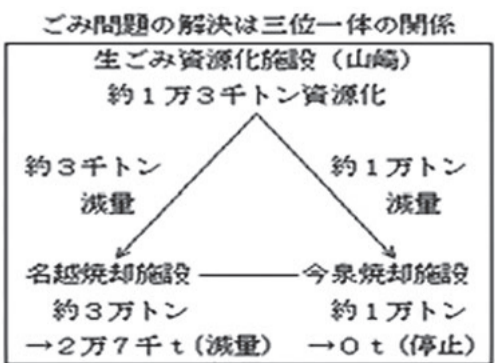 ごみ問題の解決は三位一体の関係
生ごみ資源化施設（山崎）
約１万３千トン資源化
約３千トン
減量
約１万トン
減量
名越焼却施設
今泉焼却施設
約３万トン
約１万トン
→２万７千ｔ（減量）
→０ｔ（停止）